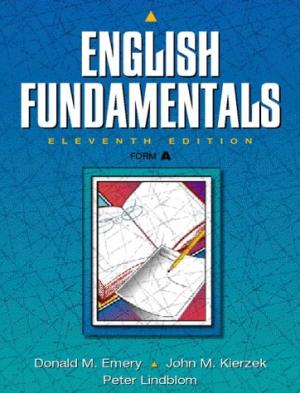 ENGLISH
FUNDAMENTALS
ELEVENTH EDITION
FORM A
Donald M. Emery ▲ John M. Kierzek
Peter Lindblom